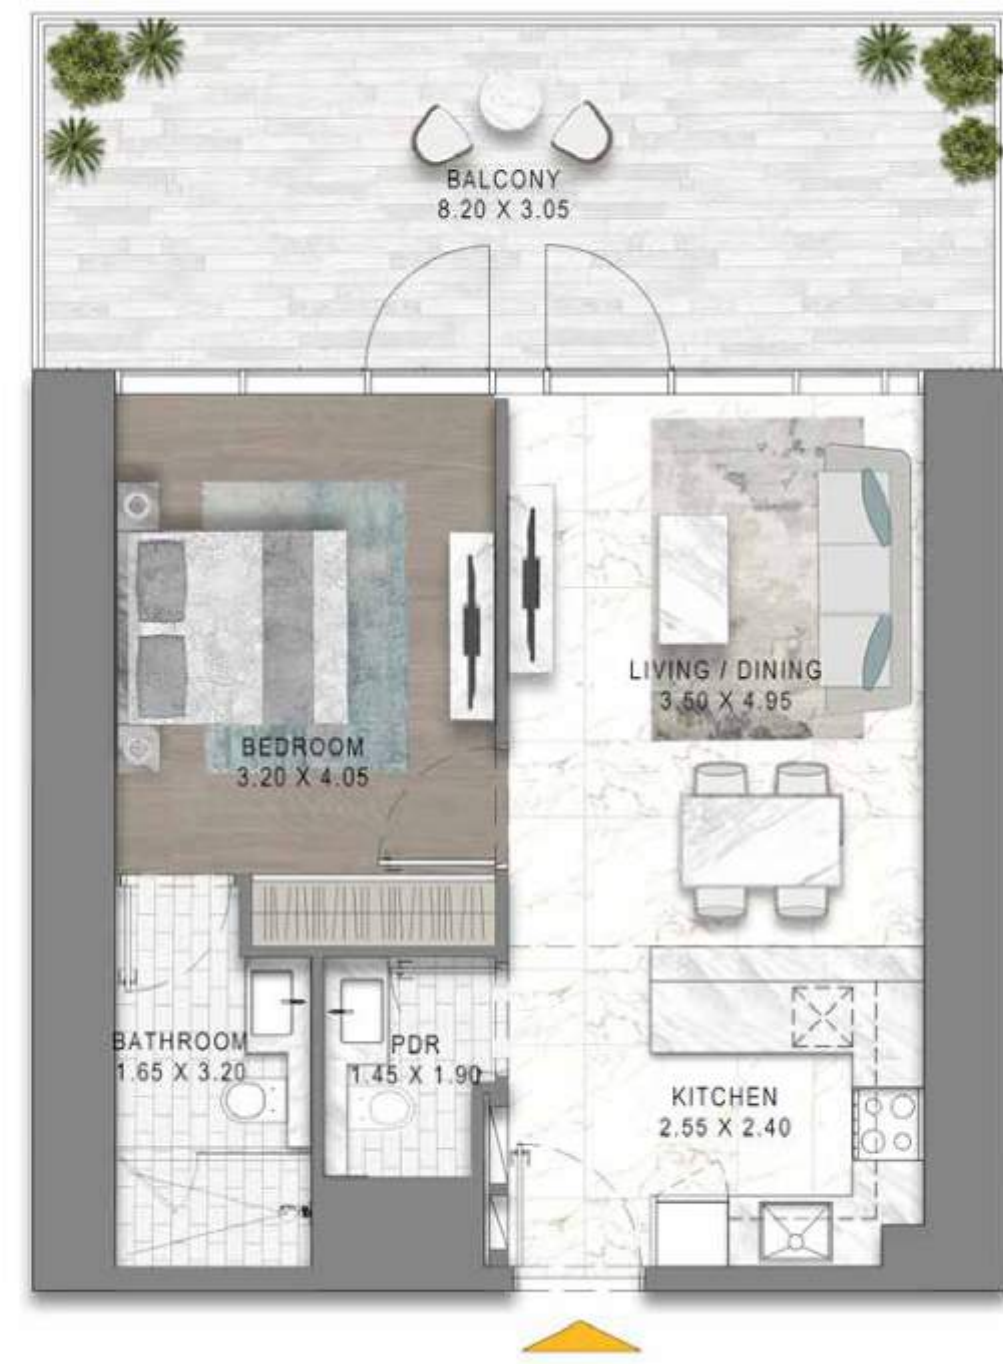 BALCONY
8.20 X 3.05
LIVING / DINING
3.50 X 4.95
BEDROOM
3.20 X 4.05
BATHROOM
1.65 X 3.20
PDR
1.45 X 1.90
KITCHEN
2.55 X 2.40